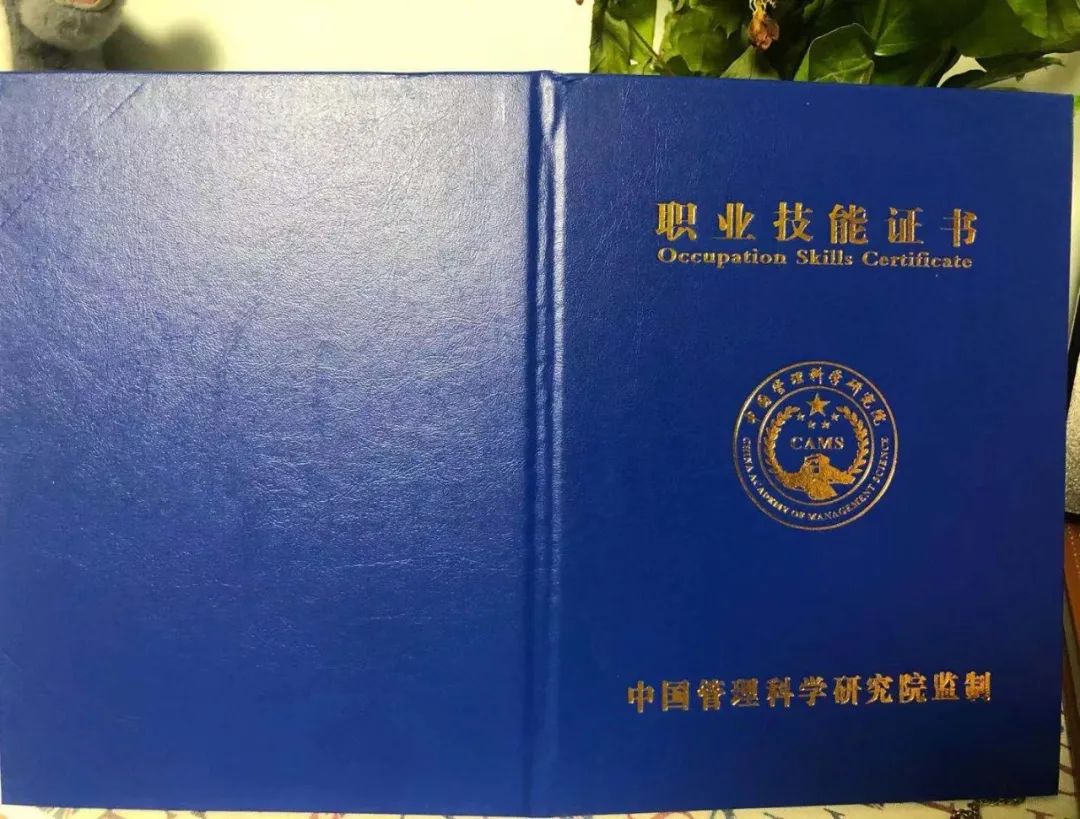 职业技能证书
Occupation Skills Certificate
中国管理科学研究院
CAMS
CHINA ACADEMY OF MANAGEMENT SCIENCE
中国管理科学研究院监制